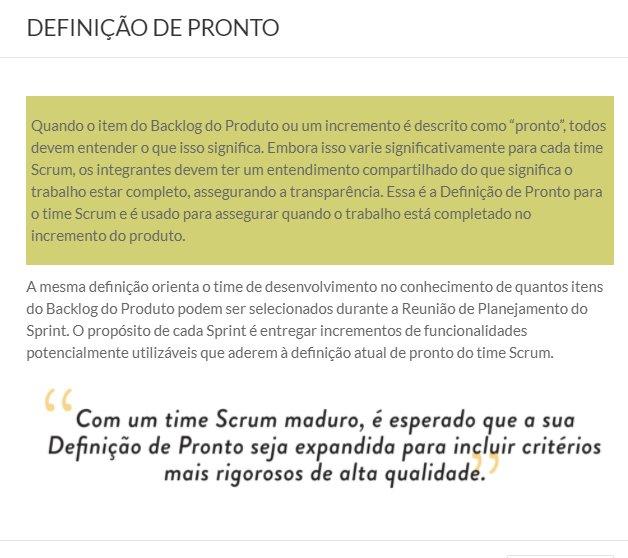 DEFINIÇÃO DE PRONTO
Quando o item do Backlog do Produto ou um incremento é descrito como “pronto”, todos
devem entender o que isso significa. Embora isso varie significativamente para cada time
Scrum, os integrantes devem ter um entendimento compartilhado do que significa o
trabalho estar completo, assegurando a transparência. Essa é a Definição de Pronto para
o time Scrum e é usado para assegurar quando o trabalho está completado no
incremento do produto.
A mesma definição orienta o time de desenvolvimento no conhecimento de quantos itens
do Backlog do Produto podem ser selecionados durante a Reunião de Planejamento do
Sprint. O propósito de cada Sprint é entregar incrementos de funcionalidades
potencialmente utilizáveis que aderem à definição atual de pronto do time Scrum.
“Com um time Scrum maduro, é esperado que a sua
Definição de Pronto seja expandida para incluir critérios
mais rigorosos de alta qualidade.”